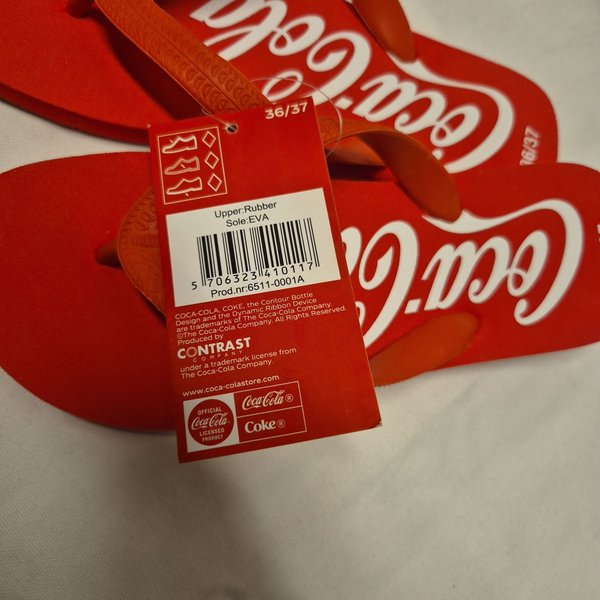 Coca-Cola
36/37
36/37
Upper:Rubber
Sole:EVA
5 706323 410117
Prod.nr:6511-0001A
COCA-COLA, COKE, the Contour Bottle
Design and the Dynamic Ribbon Device
are trademarks of The Coca-Cola Company.
©The Coca-Cola Company. All Rights Reserved.
Produced by
CONTRAST
COMPANY
under a trademark license from
The Coca-Cola Company.
www.coca-colastore.com
OFFICIAL
Coca-Cola
LICENSED
PRODUCT
Coca-Cola®
Coke®
Coca-Cola